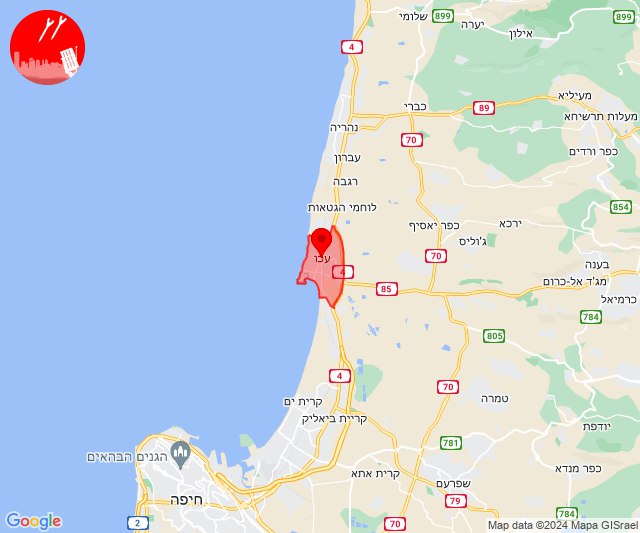 899
שלומי
יערה
899
אילון
4
מעיליא
כברי
89
מעלות תרשיחא
נהריה
70
כפר ורדים
עברון
רגבה
854
לוחמי הגטאות
כפר יאסיף
ירכא
ג'וליס
עכו
70
בענה
4
מג'ד אל-כרום
85
כרמיאל
784
805
4
70
קרית ים
טמרה
קריית ביאליק
יודפת
781
הגנים הבהאים
כפר מנדא
קרית אתא
שפרעם
חיפה
79
784
2
70
Google
Map data ©2024 Mapa GISrael